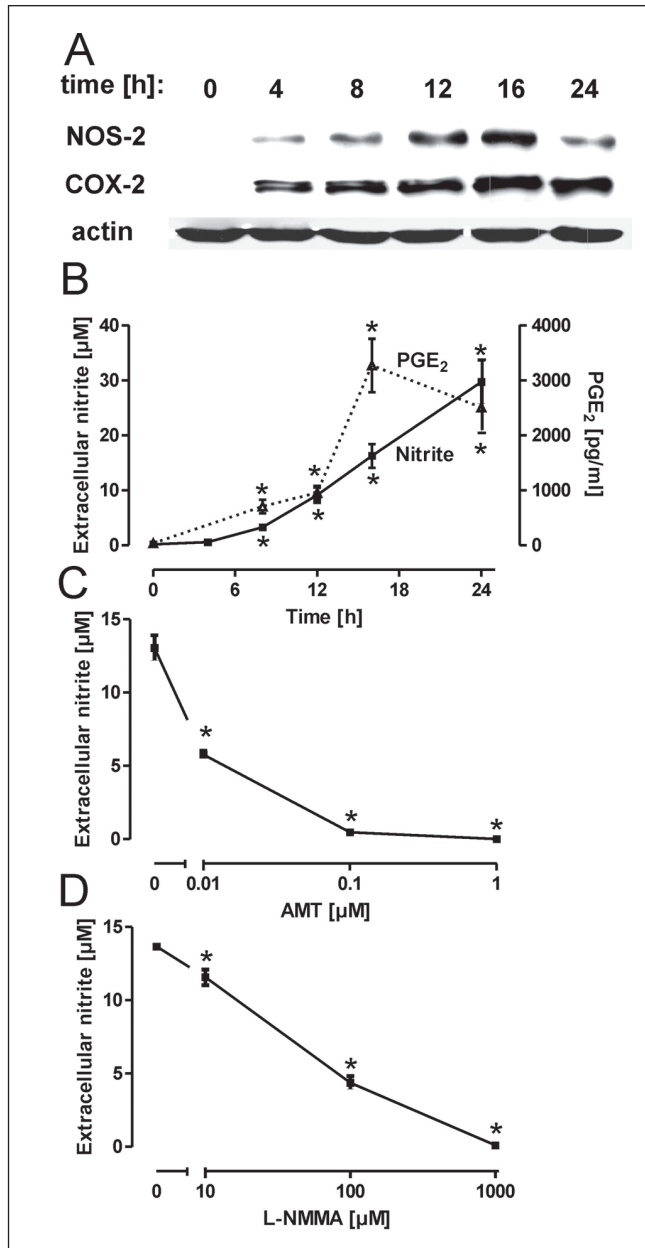 A
time [h]: 0 4 8 12 16 24
NOS-2
COX-2
actin
B
Extracellular nitrite [µM]
40
30
20
10
0
PGE₂
Nitrite
* * * * * * * *
4000
3000
2000
1000
0
PGE₂ [pg/ml]
0 6 12 18 24
Time [h]
C
Extracellular nitrite [µM]
15
10
5
0
* * *
0 0.01 0.1 1
AMT [µM]
D
Extracellular nitrite [µM]
15
10
5
0
* * *
0 10 100 1000
L-NMMA [µM]